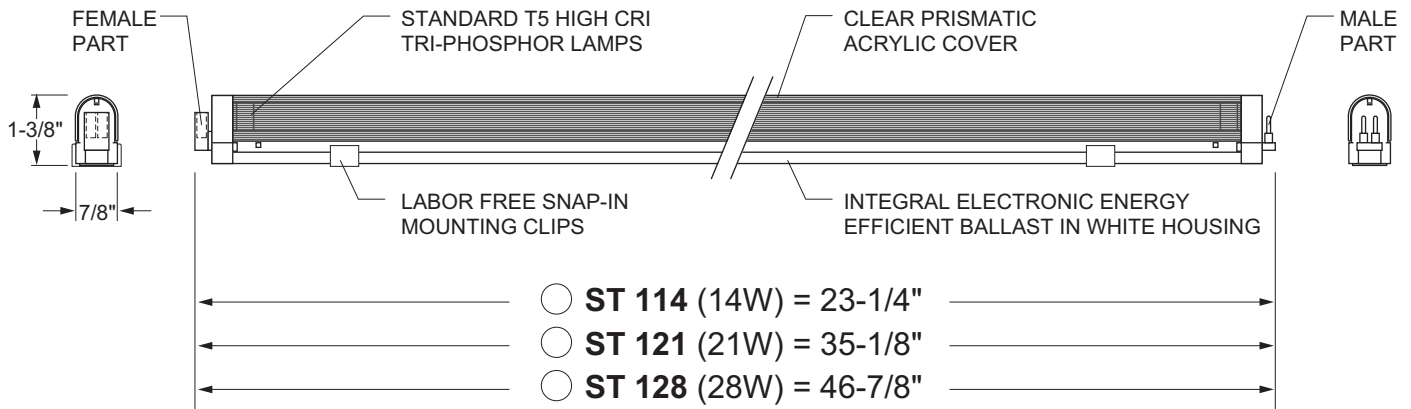 FEMALE
PART
STANDARD T5 HIGH CRI
TRI-PHOSPHOR LAMPS
CLEAR PRISMATIC
ACRYLIC COVER
MALE
PART
1-3/8"
7/8"
LABOR FREE SNAP-IN
MOUNTING CLIPS
INTEGRAL ELECTRONIC ENERGY
EFFICIENT BALLAST IN WHITE HOUSING
ST 114 (14W) = 23-1/4"
ST 121 (21W) = 35-1/8"
ST 128 (28W) = 46-7/8"